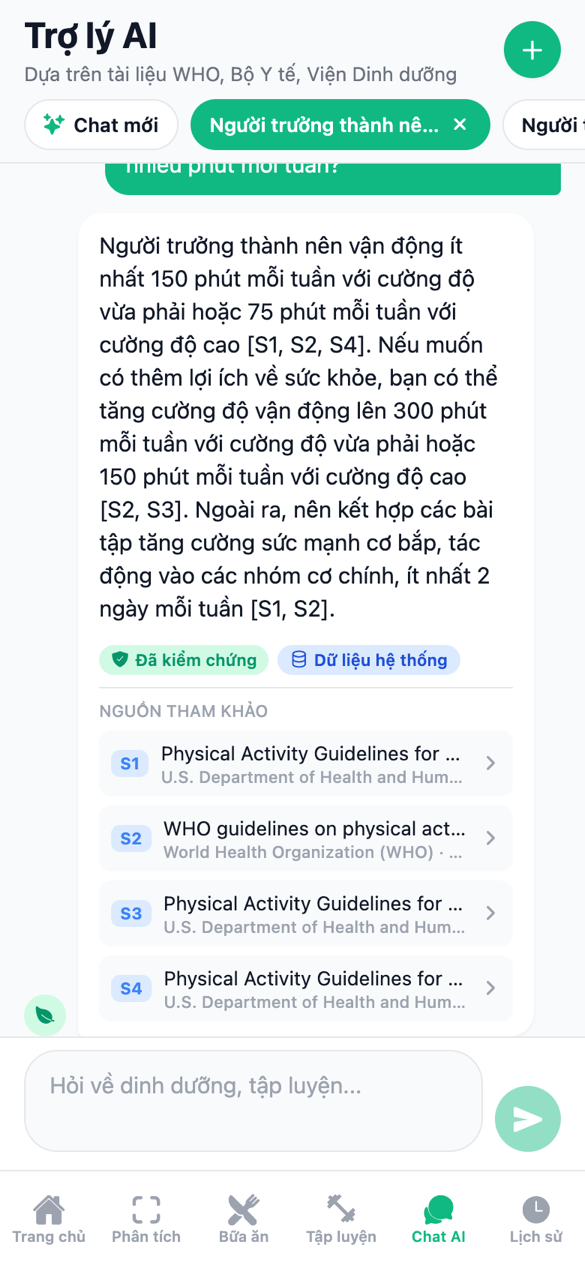 Trợ lý AI
Dựa trên tài liệu WHO, Bộ Y tế, Viện Dinh dưỡng
Chat mới
Người trưởng thành nê...
Người
nhiêu phút mỗi tuần?
Người trưởng thành nên vận động ít
nhất 150 phút mỗi tuần với cường độ
vừa phải hoặc 75 phút mỗi tuần với
cường độ cao [S1, S2, S4]. Nếu muốn
có thêm lợi ích về sức khỏe, bạn có thể
tăng cường độ vận động lên 300 phút
mỗi tuần với cường độ vừa phải hoặc
150 phút mỗi tuần với cường độ cao
[S2, S3]. Ngoài ra, nên kết hợp các bài
tập tăng cường sức mạnh cơ bắp, tác
động vào các nhóm cơ chính, ít nhất 2
ngày mỗi tuần [S1, S2].
Đã kiểm chứng
Dữ liệu hệ thống
NGUỒN THAM KHẢO
S1
Physical Activity Guidelines for ...
U.S. Department of Health and Hum...
S2
WHO guidelines on physical act...
World Health Organization (WHO) · ...
S3
Physical Activity Guidelines for ...
U.S. Department of Health and Hum...
S4
Physical Activity Guidelines for ...
U.S. Department of Health and Hum...
Hỏi về dinh dưỡng, tập luyện...
Trang chủ
Phân tích
Bữa ăn
Tập luyện
Chat AI
Lịch sử